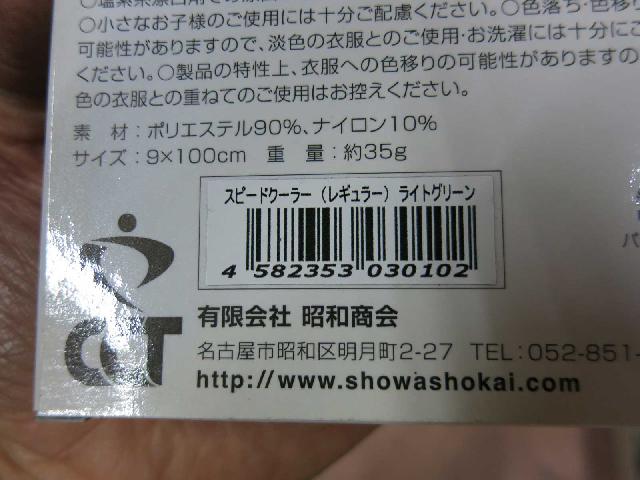 ○小さなお子様のご使用には十分ご配慮ください。○色落ち・色移り
可能性がありますので、淡色の衣服とのご使用・お洗濯には十分にご
ください。○製品の特性上、衣服への色移りの可能性がありますの
色の衣服との重ねてのご使用はお控えください。
素 材：ポリエステル90%、ナイロン10%
サイズ：9×100cm 重 量：約35g
スピードクーラー（レギュラー）ライトグリーン
4 582353 030102
有限会社 昭和商会
名古屋市昭和区明月町2-27 TEL：052-851-
http://www.showashokai.com